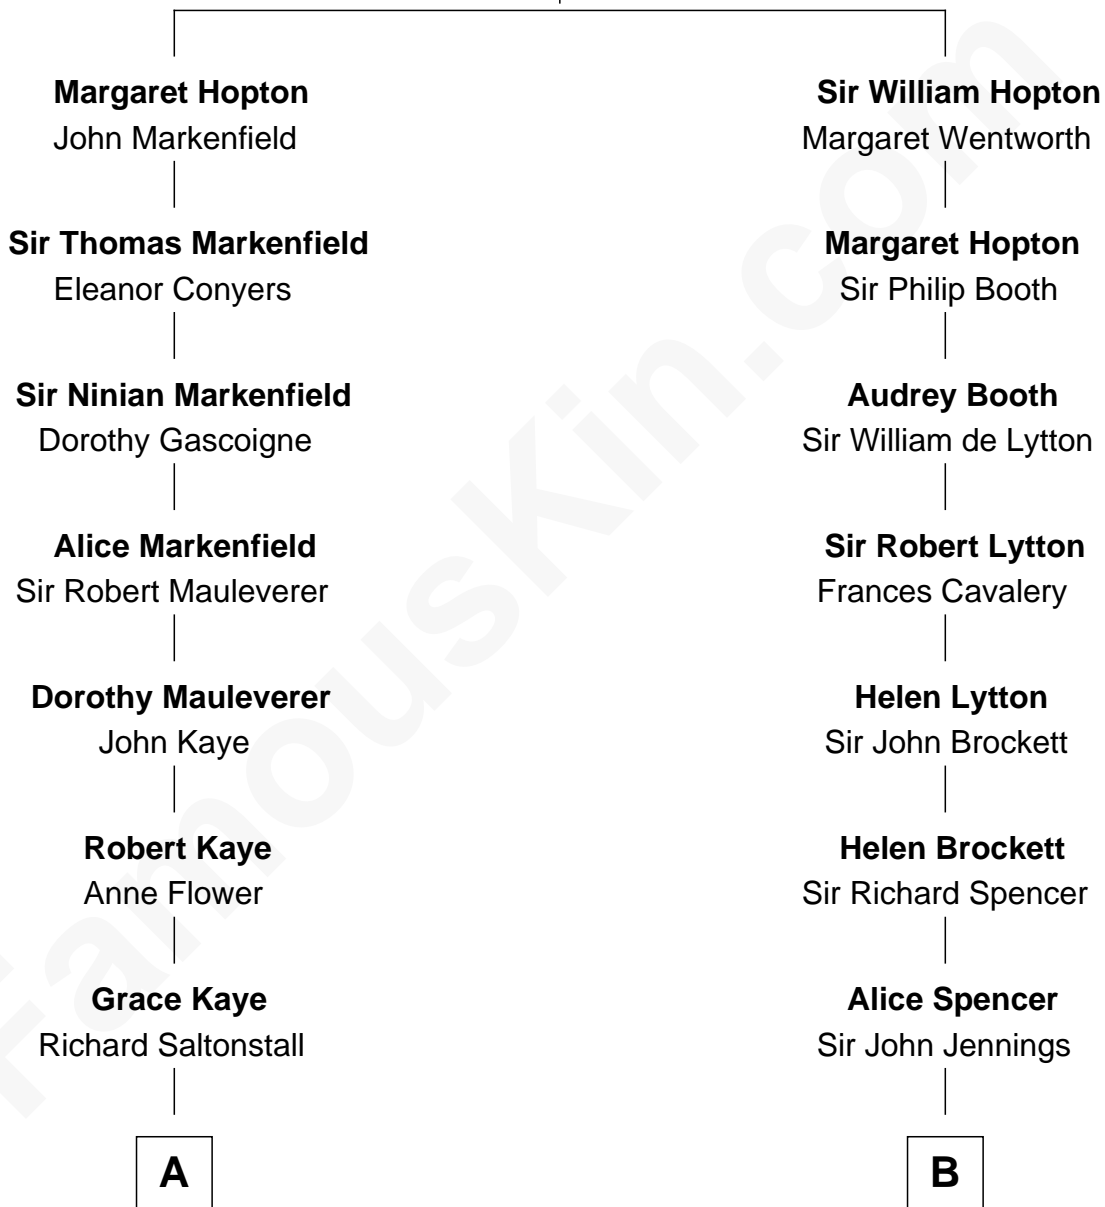 Margaret Hopton
John Markenfield
Sir William Hopton
Margaret Wentworth
Sir Thomas Markenfield
Eleanor Conyers
Margaret Hopton
Sir Philip Booth
Sir Ninian Markenfield
Dorothy Gascoigne
Audrey Booth
Sir William de Lytton
Alice Markenfield
Sir Robert Mauleverer
Sir Robert Lytton
Frances Cavalery
Dorothy Mauleverer
John Kaye
Helen Lytton
Sir John Brockett
Robert Kaye
Anne Flower
Helen Brockett
Sir Richard Spencer
Grace Kaye
Richard Saltonstall
Alice Spencer
Sir John Jennings
A
B
FamousKin.com